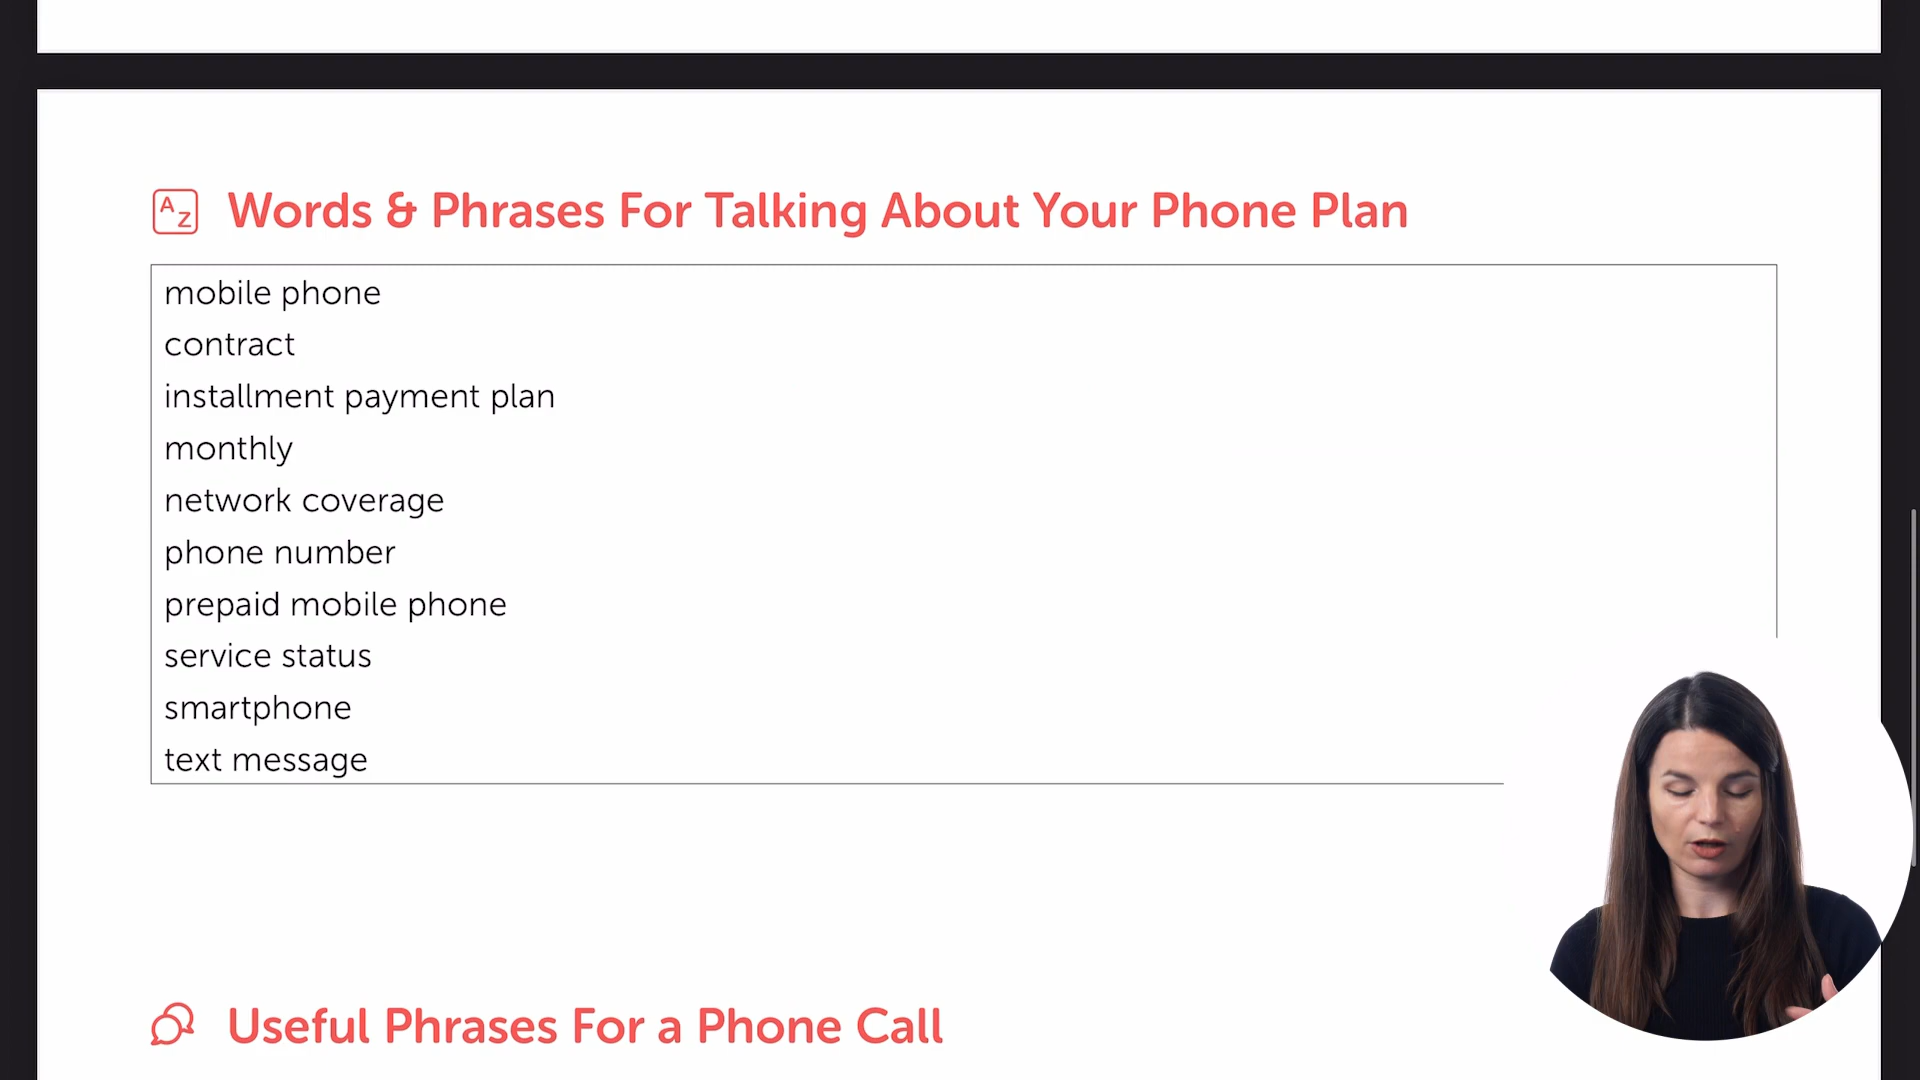 Words & Phrases For Talking About Your Phone Plan
mobile phone
contract
installment payment plan
monthly
network coverage
phone number
prepaid mobile phone
service status
smartphone
text message
Useful Phrases For a Phone Call